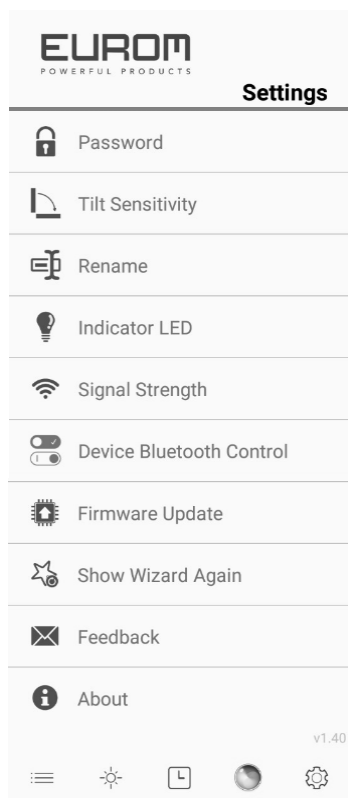 EUROM
POWERFUL PRODUCTS
Settings
Password
Tilt Sensitivity
Rename
Indicator LED
Signal Strength
Device Bluetooth Control
Firmware Update
Show Wizard Again
Feedback
About
v1.40